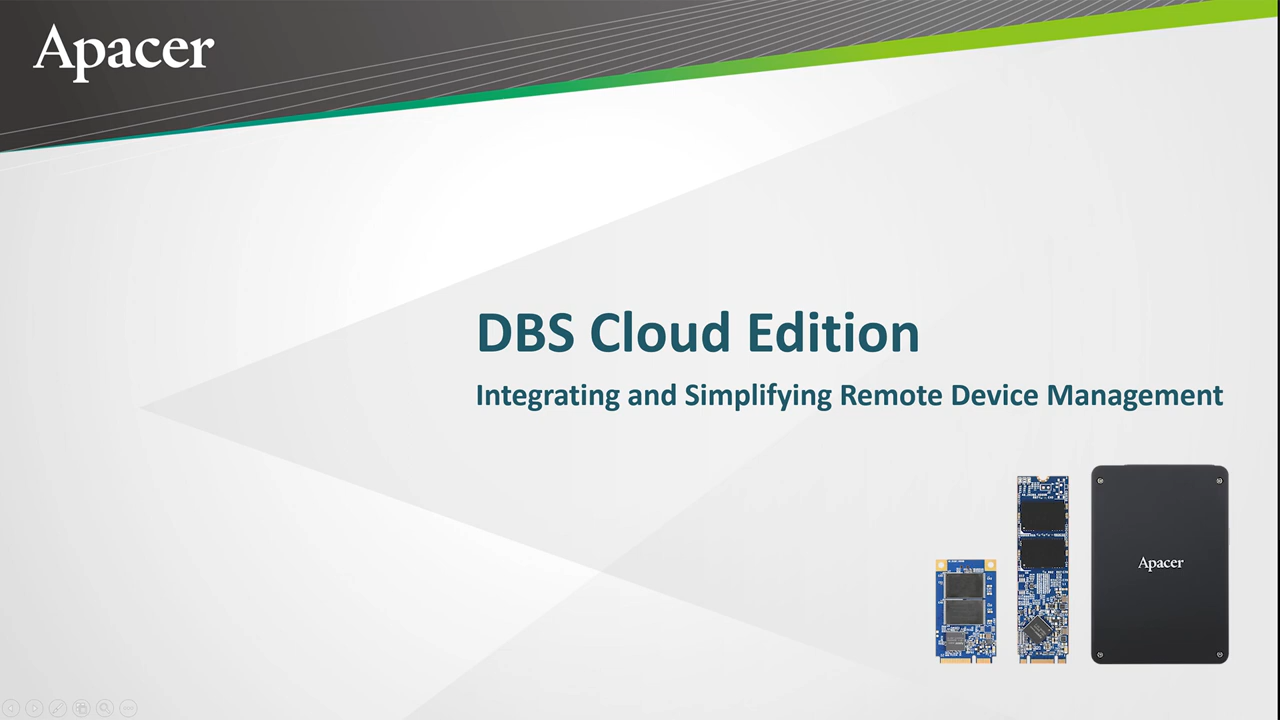 Apacer
DBS Cloud Edition
Integrating and Simplifying Remote Device Management
Apacer